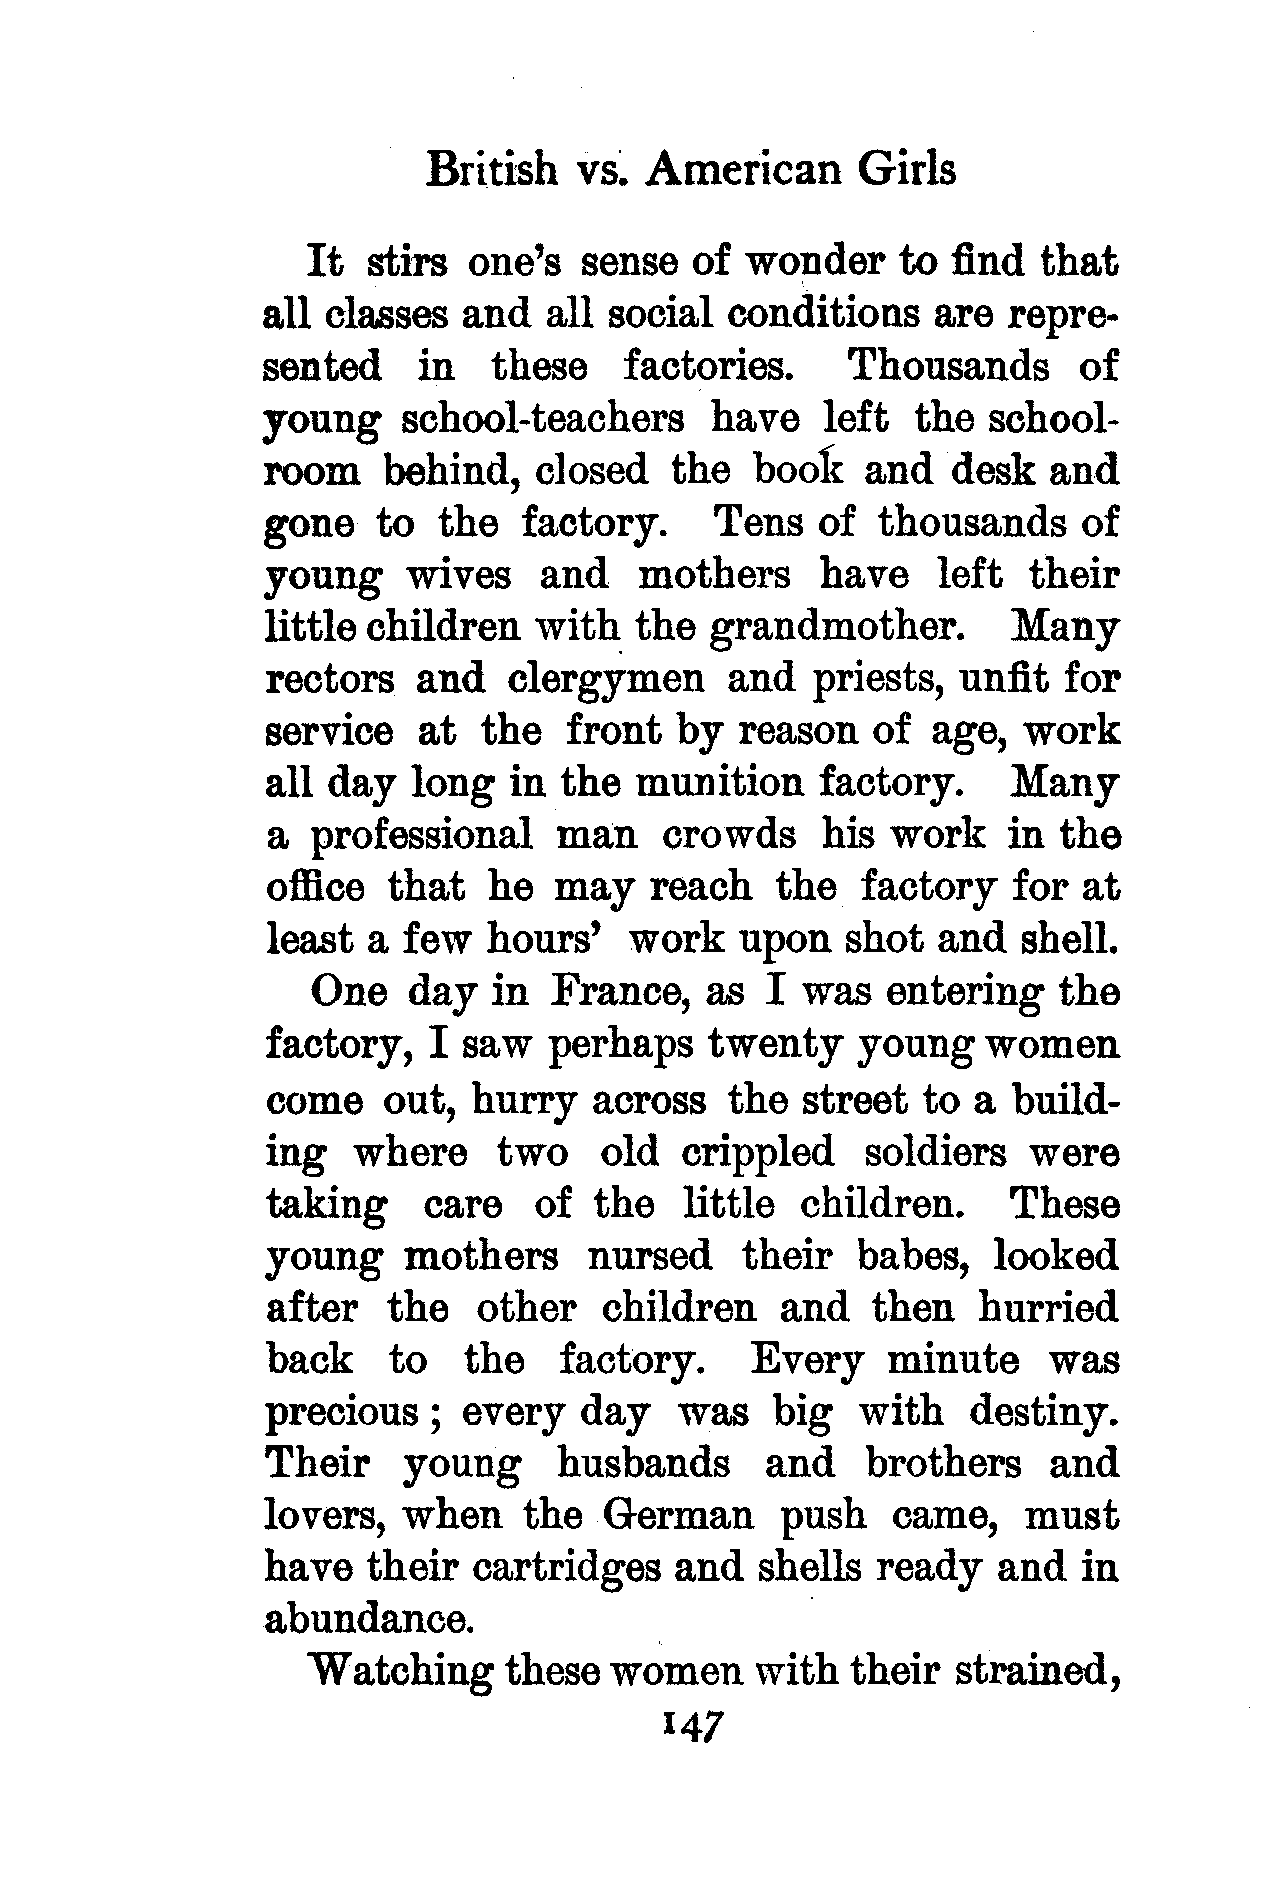 British vs. American Girls
It stirs one's sense of wonder to find that
all classes and all social conditions are repre-
sented in these factories. Thousands of
young school-teachers have left the school-
room behind, closed the book and desk and
gone to the factory. Tens of thousands of
young wives and mothers have left their
little children with the grandmother. Many
rectors and clergymen and priests, unfit for
service at the front by reason of age, work
all day long in the munition factory. Many
a professional man crowds his work in the
office that he may reach the factory for at
least a few hours' work upon shot and shell.
One day in France, as I was entering the
factory, I saw perhaps twenty young women
come out, hurry across the street to a build-
ing where two old crippled soldiers were
taking care of the little children. These
young mothers nursed their babes, looked
after the other children and then hurried
back to the factory. Every minute was
precious; every day was big with destiny.
Their young husbands and brothers and
lovers, when the German push came, must
have their cartridges and shells ready and in
abundance.
Watching these women with their strained,
147